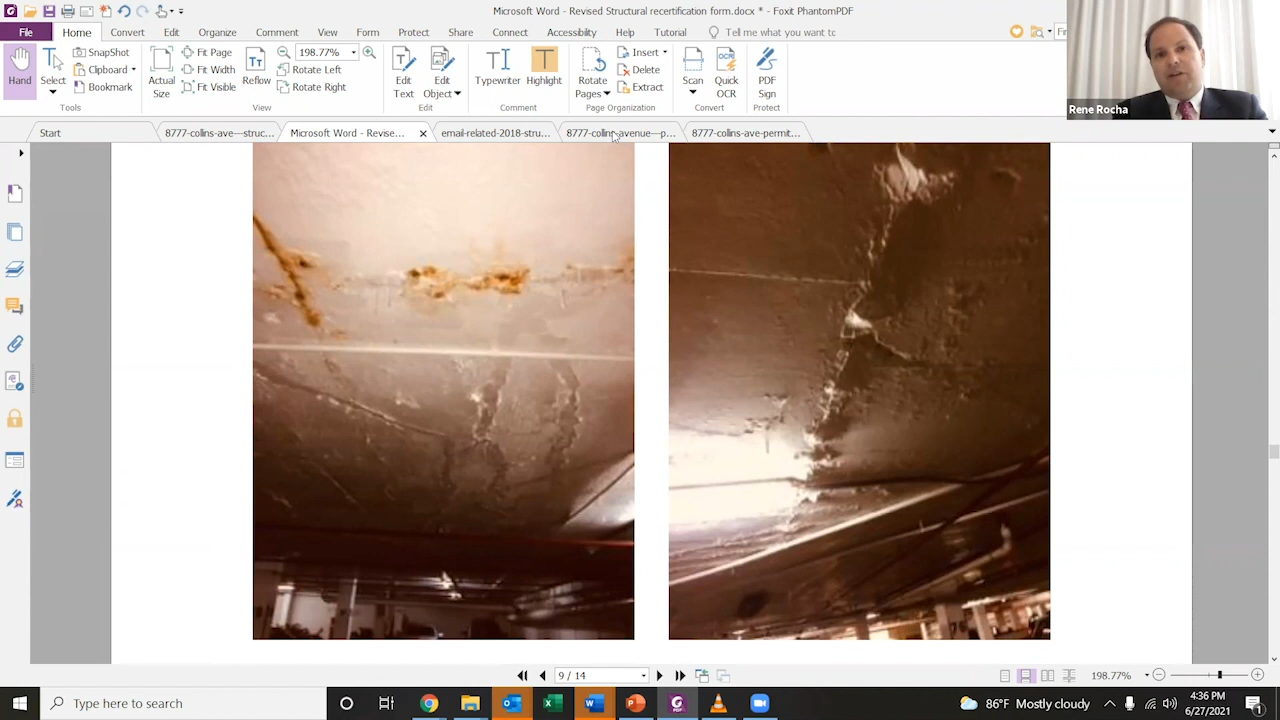 Microsoft Word - Revised Structural recertification form.docx * - Foxit PhantomPDF
File
Home
Convert
Edit
Organize
Comment
View
Form
Protect
Share
Connect
Accessibility
Help
Tutorial
Tell me what you want tc
Hand
Select
SnapShot
Clipboard
Bookmark
Tools
Actual Size
Fit Page
Fit Width
Fit Visible
Reflow
198.77%
Rotate Left
Rotate Right
View
Edit Text
Edit Object
Edit
Typewriter
Highlight
Comment
Rotate Pages
Insert
Delete
Extract
Page Organization
Scan
Quick OCR
Convert
PDF Sign
Protect
Rene Rocha
Start
8777-collins-ave---struc...
Microsoft Word - Revise...
emai-related-2018-stru...
8777-collins-avenue---p...
8777-collins-ave-permit...
9 / 14
198.77%
Type here to search
86°F Mostly cloudy
4:36 PM
6/27/2021